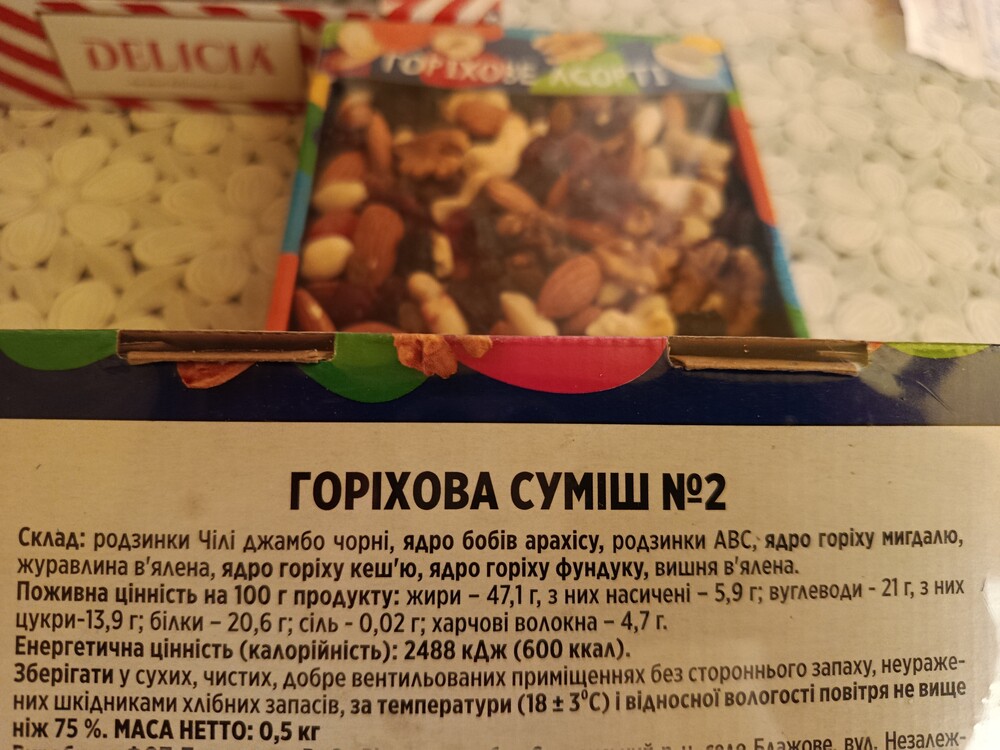 DELICIA
ГОРІХОВЕ АСОРТІ
ГОРІХОВА СУМІШ №2
Склад: родзинки Чілі джамбо чорні, ядро бобів арахісу, родзинки АВС, ядро горіху мигдалю,
журавлина в'ялена, ядро горіху кеш'ю, ядро горіху фундуку, вишня в'ялена.
Поживна цінність на 100 г продукту: жири – 47,1 г, з них насичені – 5,9 г; вуглеводи - 21 г, з них
цукри-13,9 г; білки – 20,6 г; сіль - 0,02 г; харчові волокна – 4,7 г.
Енергетична цінність (калорійність): 2488 кДж (600 ккал).
Зберігати у сухих, чистих, добре вентильованих приміщеннях без стороннього запаху, неураже-
них шкідниками хлібних запасів, за температури (18 ± 3°С) і відносної вологості повітря не вище
ніж 75 %. МАСА НЕТТО: 0,5 кг
село Блажове, вул. Незалеж-